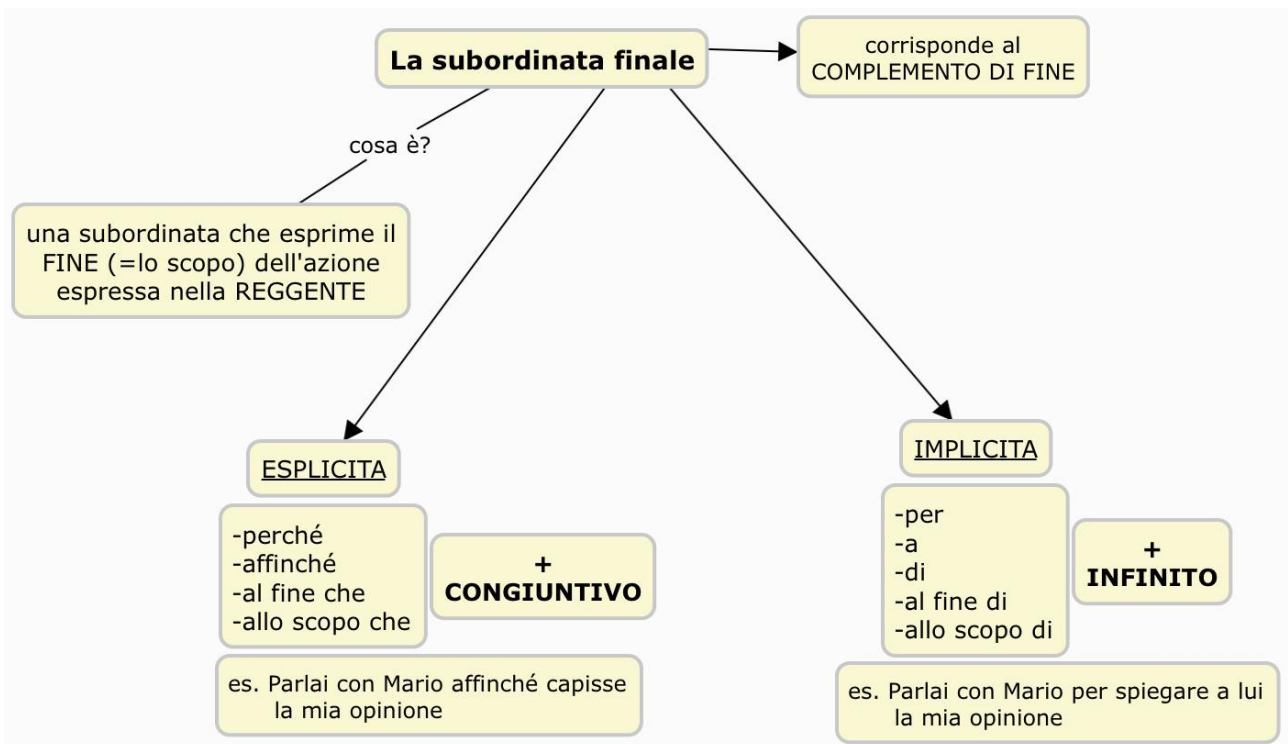 La subordinata finale
corrisponde al
COMPLEMENTO DI FINE
cosa è?
una subordinata che esprime il
FINE (=lo scopo) dell'azione
espressa nella REGGENTE
ESPLICITA
-perché
-affinché
-al fine che
-allo scopo che
+
CONGIUNTIVO
es. Parlai con Mario affinché capisse
la mia opinione
IMPLICITA
-per
-a
-di
-al fine di
-allo scopo di
+
INFINITO
es. Parlai con Mario per spiegare a lui
la mia opinione